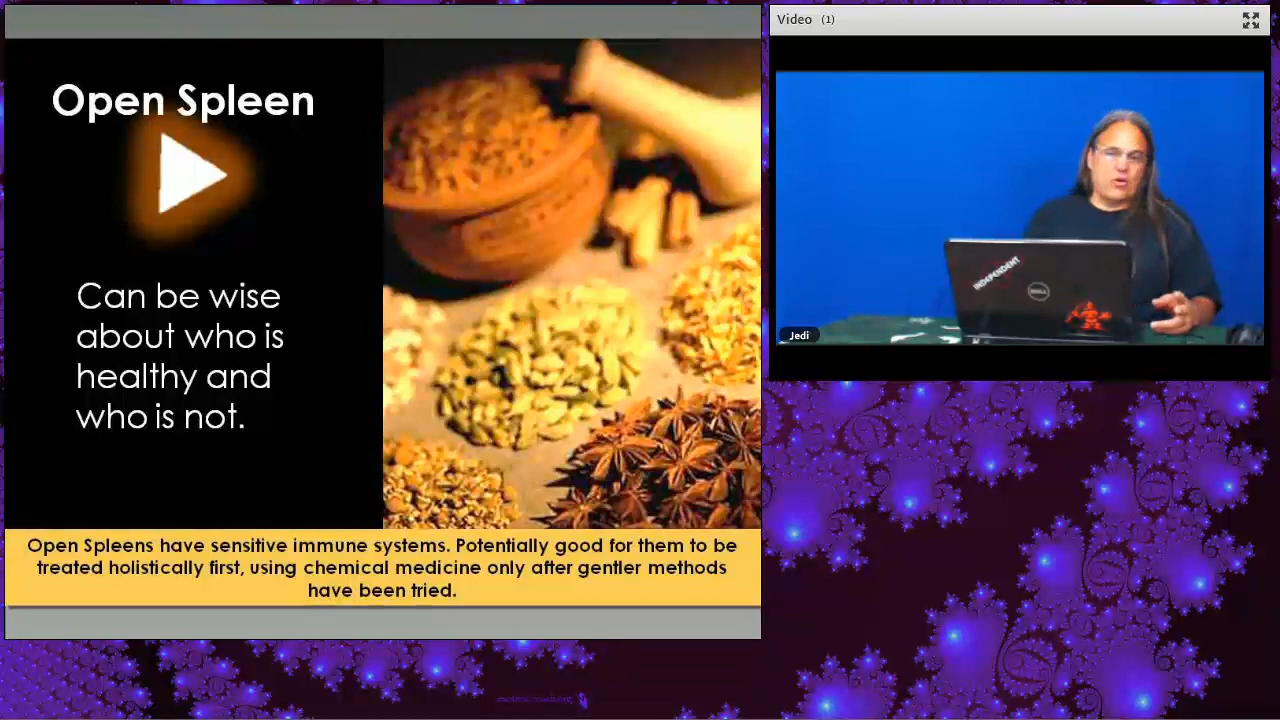 Open Spleen
Can be wise
about who is
healthy and
who is not.
Open Spleens have sensitive immune systems. Potentially good for them to be
treated holistically first, using chemical medicine only after gentler methods
have been tried.
Video (1)
INDEPENDENT
DELL
Jedi